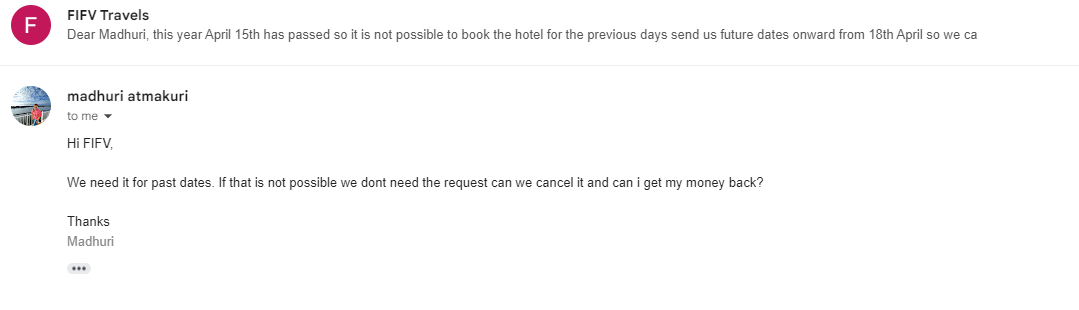 F
FIFV Travels
Dear Madhuri, this year April 15th has passed so it is not possible to book the hotel for the previous days send us future dates onward from 18th April so we ca
madhuri atmakuri
to me
Hi FIFV,
We need it for past dates. If that is not possible we dont need the request can we cancel it and can i get my money back?
Thanks
Madhuri